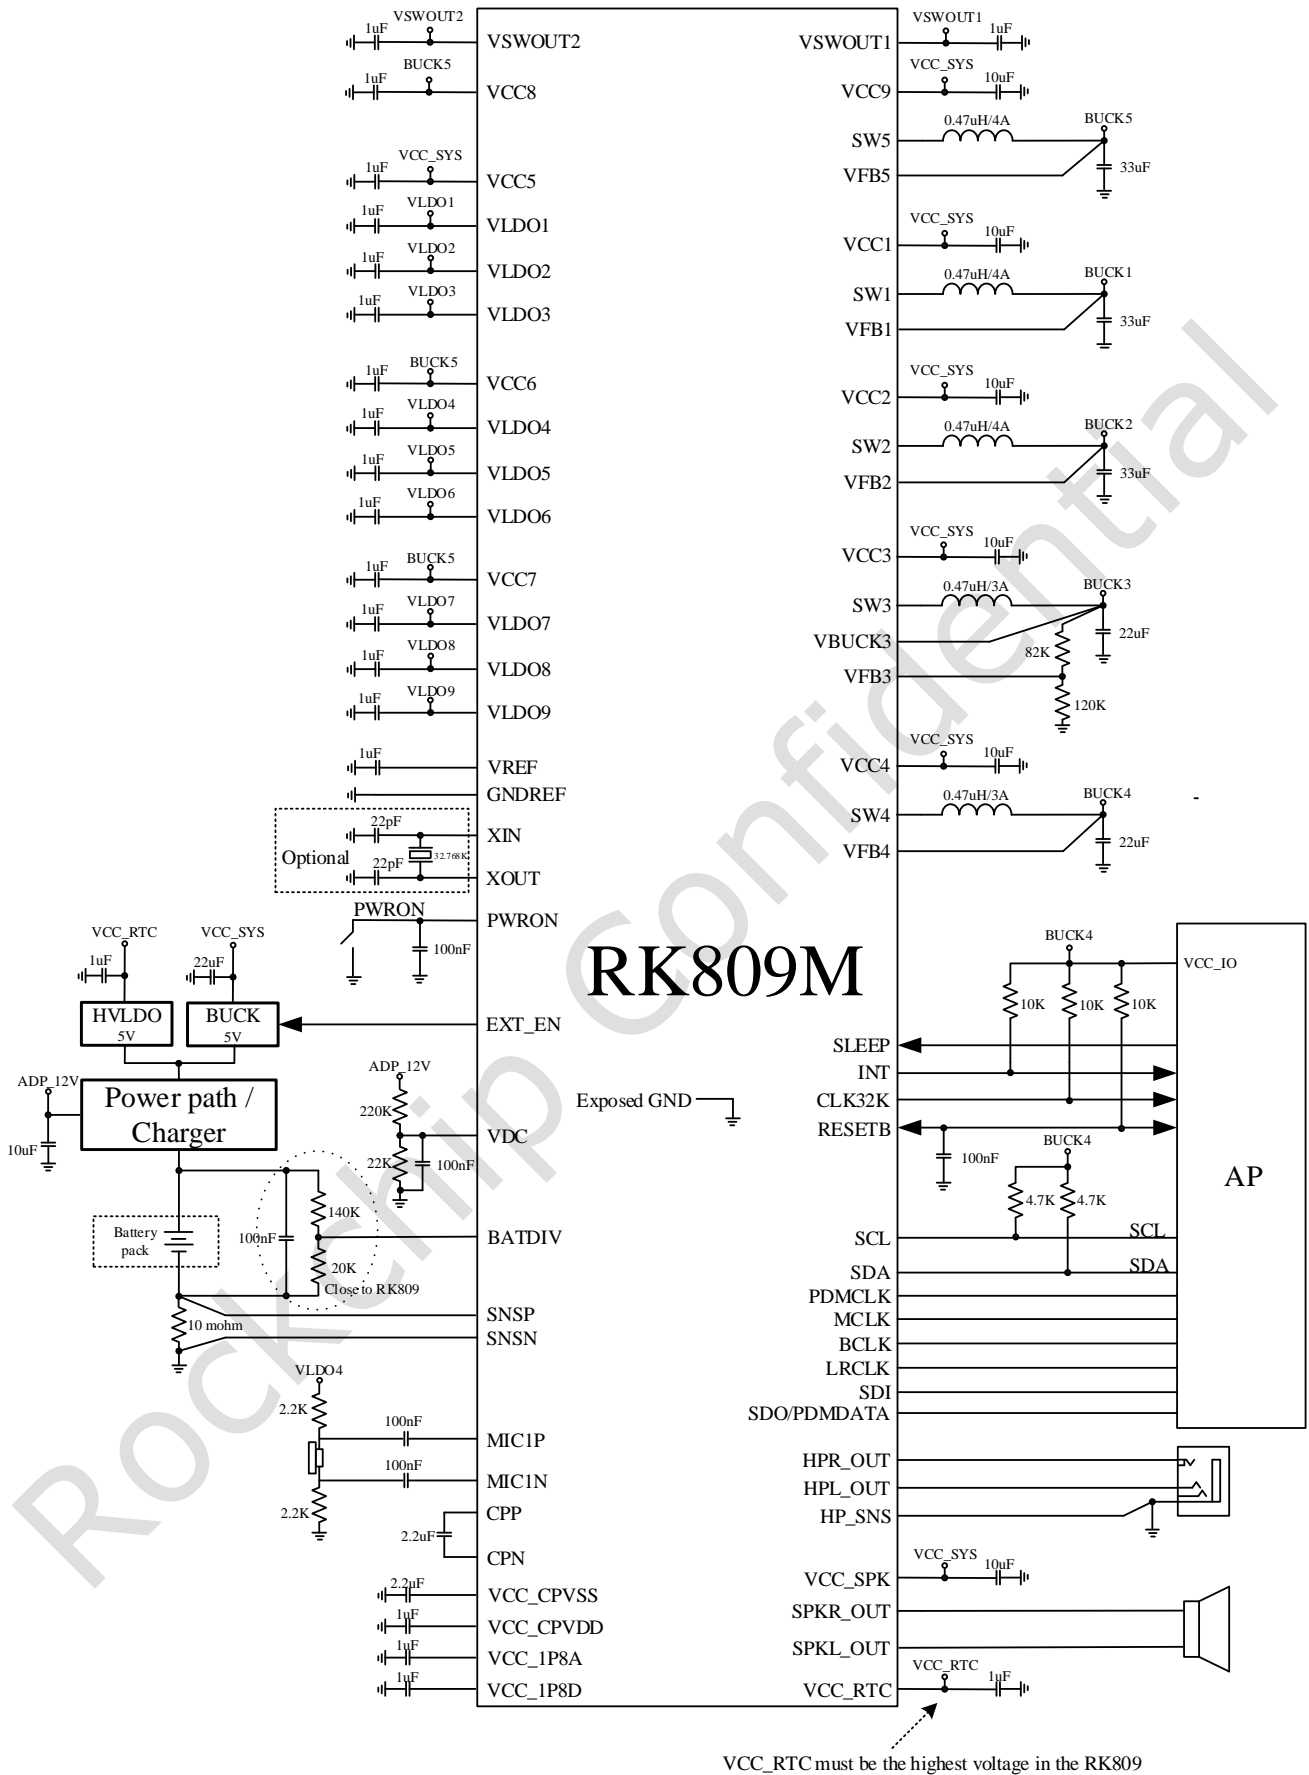 VSWOUT2
1uF
VSWOUT2
BUCK5
1uF
VCC8
VCC_SYS
1uF
VCC5
VLDO1
1uF
VLDO1
VLDO2
1uF
VLDO2
VLDO3
1uF
VLDO3
BUCK5
1uF
VCC6
VLDO4
1uF
VLDO4
VLDO5
1uF
VLDO5
VLDO6
1uF
VLDO6
BUCK5
1uF
VCC7
VLDO7
1uF
VLDO7
VLDO8
1uF
VLDO8
VLDO9
1uF
VLDO9
1uF
VREF
GNDREF
22pF
XIN
Optional
32.768K
22pF
XOUT
PWRON
PWRON
100nF
VCC_RTC
VCC_SYS
1uF
22uF
HVLDO
5V
BUCK
5V
EXT_EN
ADP_12V
Power path /
Charger
10uF
ADP_12V
220K
VDC
22K
100nF
140K
Battery
pack
100nF
BATDIV
20K
Close to RK809
SNSP
10 mohm
SNSN
VLDO4
2.2K
100nF
MIC1P
100nF
MIC1N
2.2K
CPP
2.2uF
CPN
2.2uF
VCC_CPVSS
1uF
VCC_CPVDD
1uF
VCC_1P8A
1uF
VCC_1P8D
RK809M
Exposed GND
VSWOUT1
VSWOUT1
1uF
VCC_SYS
VCC9
10uF
0.47uH/4A
BUCK5
SW5
VFB5
33uF
VCC_SYS
VCC1
10uF
0.47uH/4A
BUCK1
SW1
VFB1
33uF
VCC_SYS
VCC2
10uF
0.47uH/4A
BUCK2
SW2
VFB2
33uF
VCC_SYS
VCC3
10uF
0.47uH/3A
BUCK3
SW3
VBUCK3
22uF
82K
VFB3
120K
VCC_SYS
VCC4
10uF
0.47uH/3A
BUCK4
-
SW4
VFB4
22uF
BUCK4
VCC_IO
10K
10K
10K
SLEEP
INT
CLK32K
RESETB
100nF
BUCK4
AP
4.7K
4.7K
SCL
SCL
SDA
SDA
PDMCLK
MCLK
BCLK
LRCLK
SDI
SDO/PDMDATA
HPR_OUT
HPL_OUT
HP_SNS
VCC_SYS
VCC_SPK
10uF
SPKR_OUT
SPKL_OUT
VCC_RTC
VCC_RTC
1uF
VCC_RTC must be the highest voltage in the RK809
Rockchip Confidential